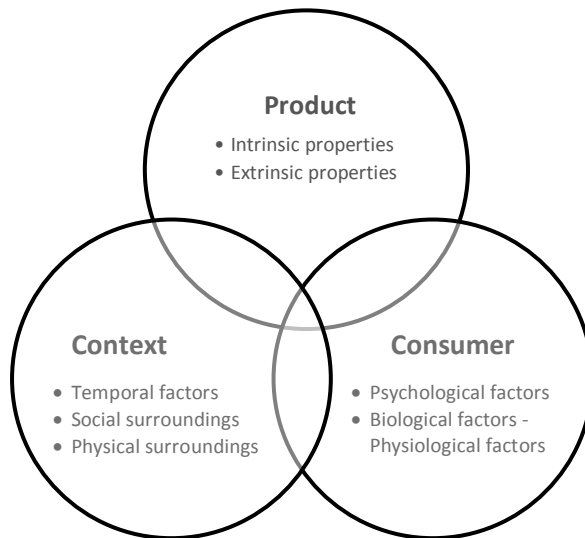 Product
• Intrinsic properties
• Extrinsic properties
Context
• Temporal factors
• Social surroundings
• Physical surroundings
Consumer
• Psychological factors
• Biological factors -
Physiological factors